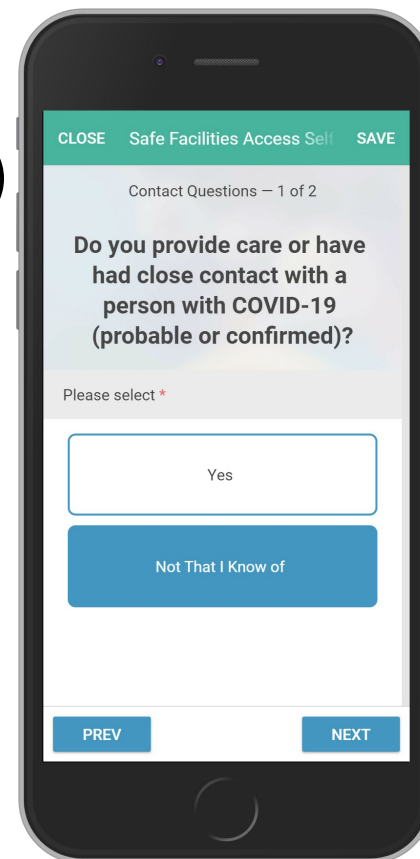 CLOSE Safe Facilities Access Self SAVE
Contact Questions — 1 of 2
Do you provide care or have
had close contact with a
person with COVID-19
(probable or confirmed)?
Please select *
Yes
Not That I Know of
PREV NEXT